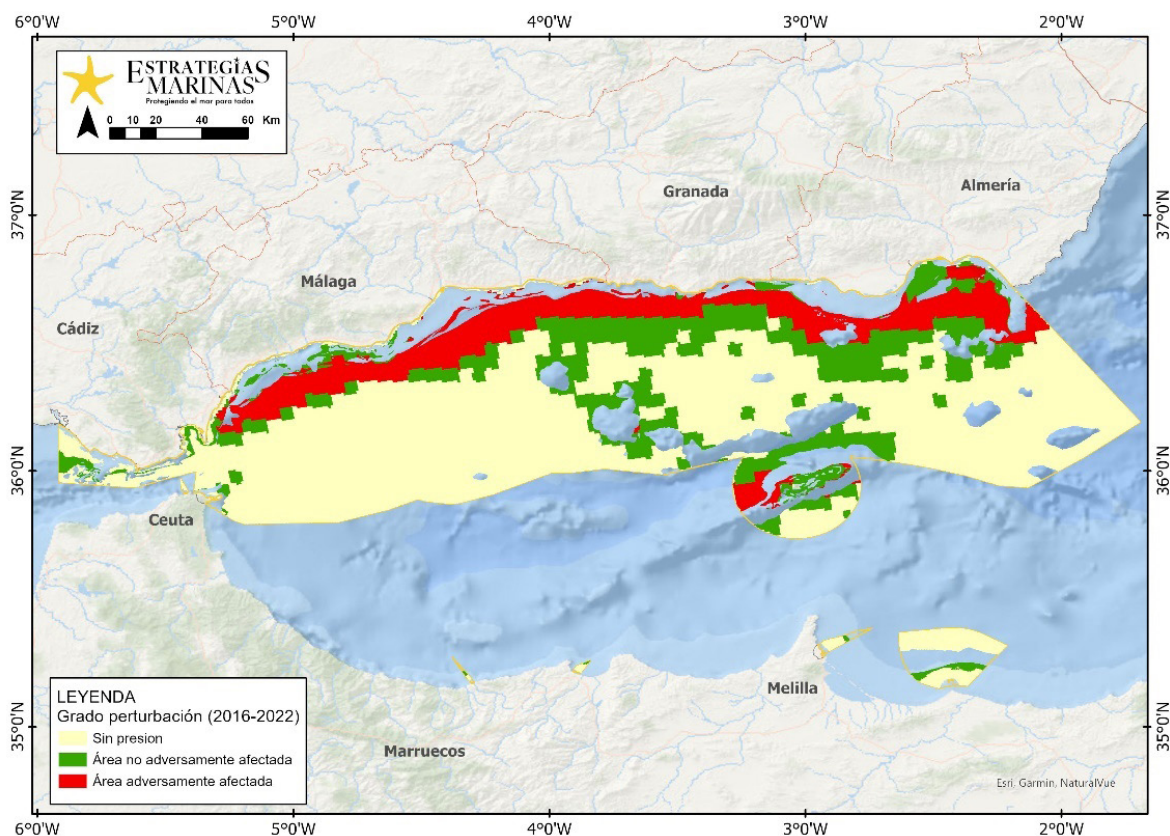 6°0'W 5°0'W 4°0'W 3°0'W 2°0'W
ESTRATEGIAS
MARINAS
Protegiendo el mar para todos
0 10 20 40 60 Km
37°0'N
37°0'N
Granada
Almería
Málaga
Cádiz
36°0'N
36°0'N
Ceuta
Melilla
Marruecos
35°0'N
35°0'N
LEYENDA
Grado perturbación (2016-2022)
Sin presion
Área no adversamente afectada
Área adversamente afectada
Esri, Garmin, NaturalVue
6°0'W 5°0'W 4°0'W 3°0'W 2°0'W